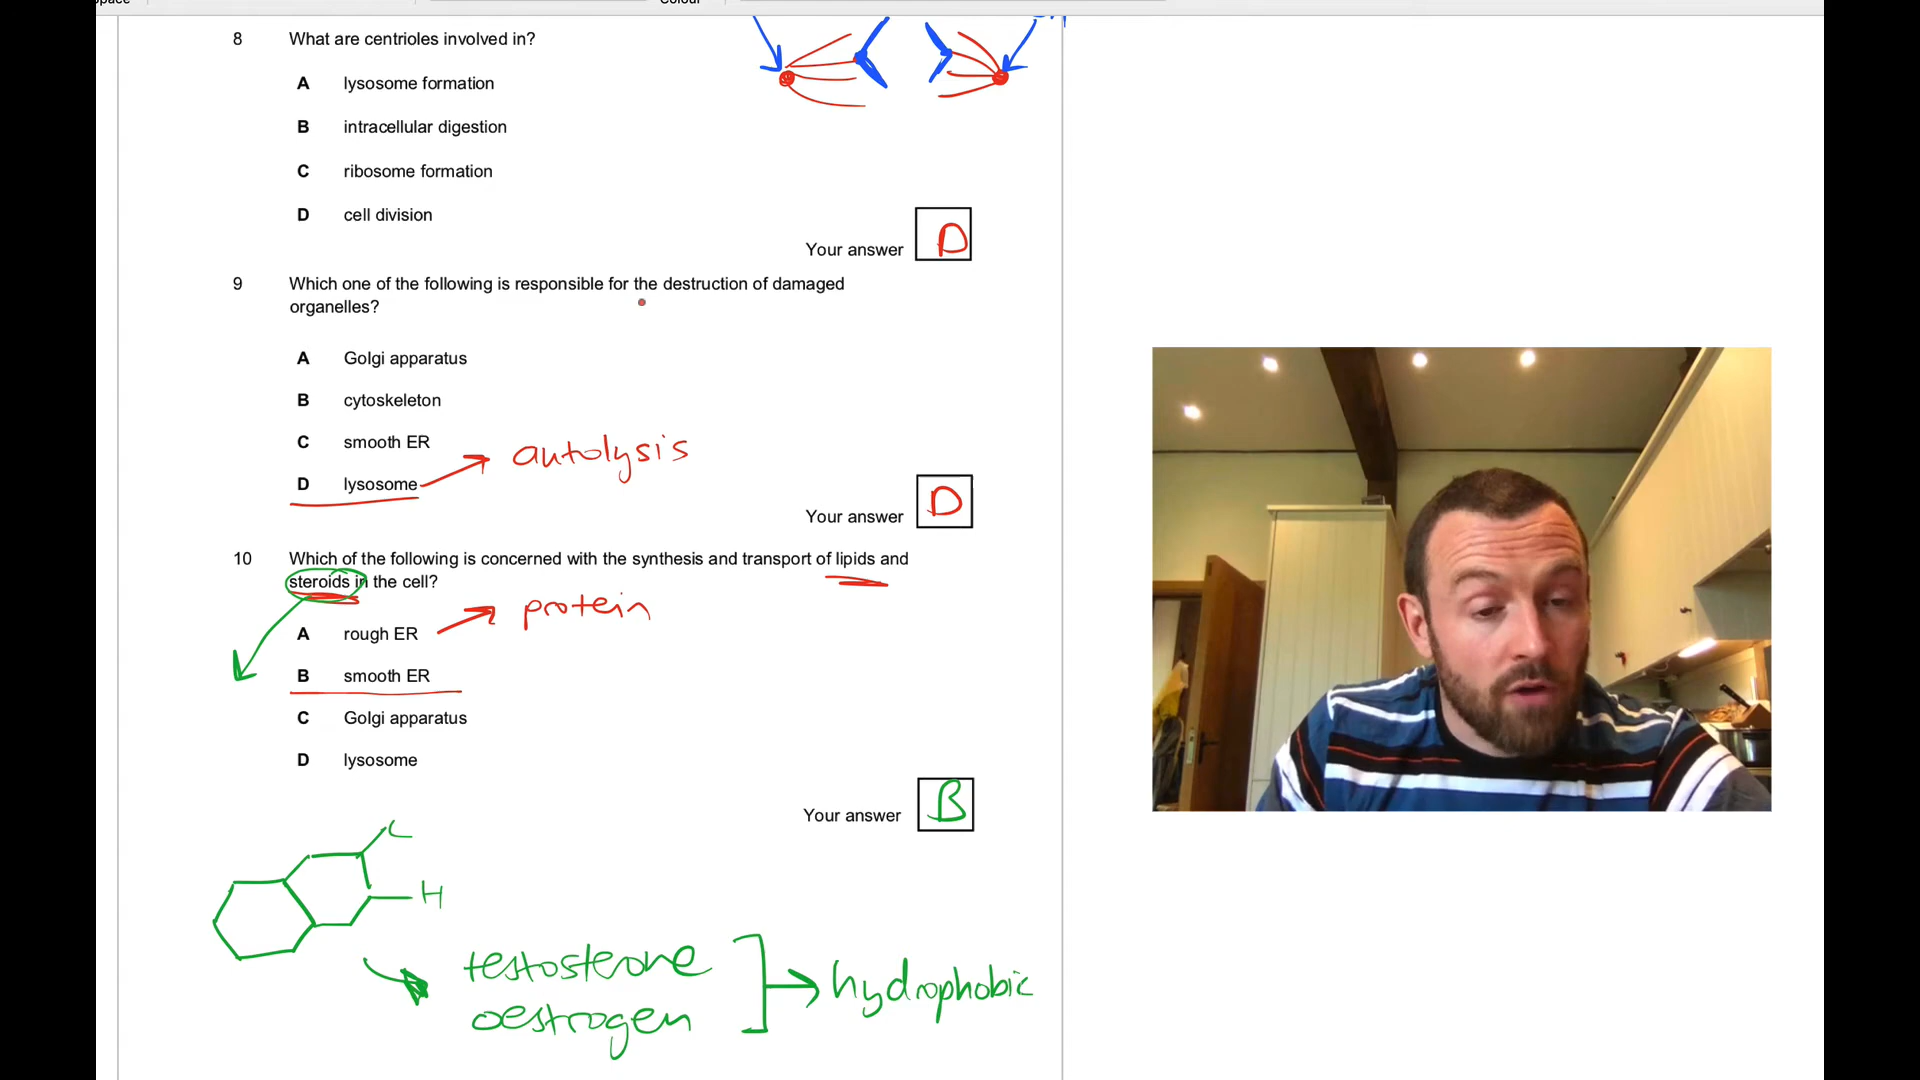 Colour
8 What are centrioles involved in?
A lysosome formation
B intracellular digestion
C ribosome formation
D cell division
Your answer D
9 Which one of the following is responsible for the destruction of damaged
organelles?
A Golgi apparatus
B cytoskeleton
C smooth ER
autolysis
D lysosome
Your answer D
10 Which of the following is concerned with the synthesis and transport of lipids and
steroids in the cell?
protein
A rough ER
B smooth ER
C Golgi apparatus
D lysosome
Your answer B
C
H
testosterone
hydrophobic
oestrogen